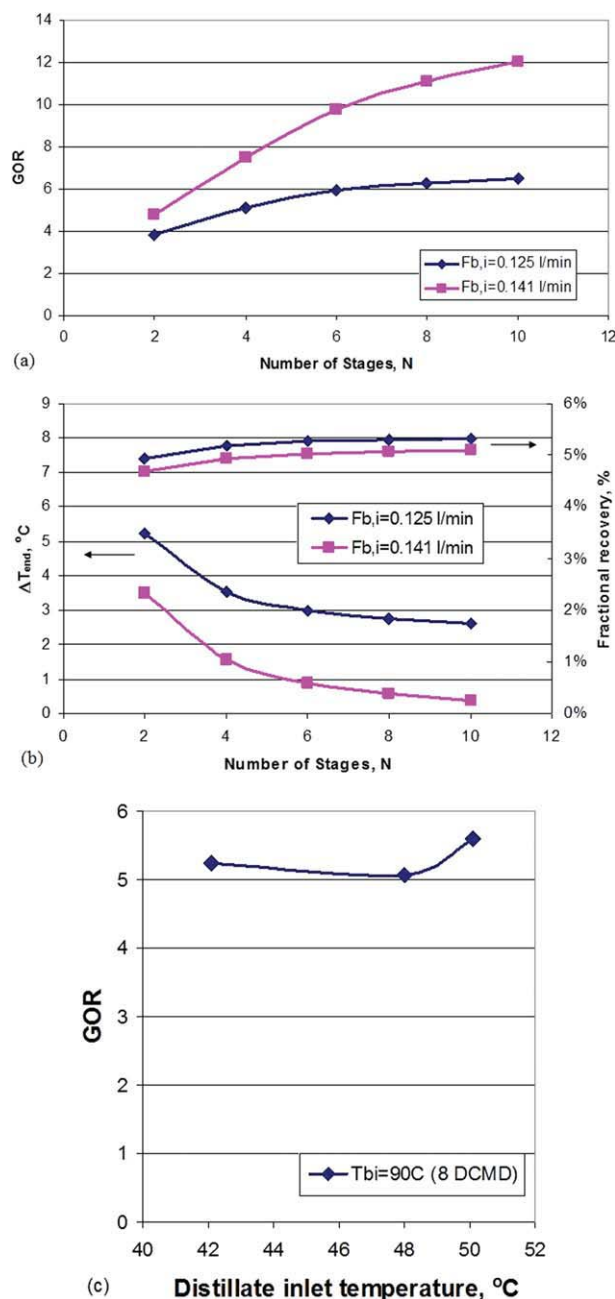 14
12
10
8
6
4
2
0
GOR
Fb,i=0.125 l/min
Fb,i=0.141 l/min
0 2 4 6 8 10 12
(a)
Number of Stages, N
9
8
7
6
5
4
3
2
1
0
ΔTend, °C
6%
5%
4%
3%
2%
1%
0%
Fractional recovery, %
Fb,i=0.125 l/min
Fb,i=0.141 l/min
0 2 4 6 8 10 12
(b)
Number of Stages, N
6
5
4
3
2
1
0
GOR
Tbi=90C (8 DCMD)
40 42 44 46 48 50 52
(c) Distillate inlet temperature, °C